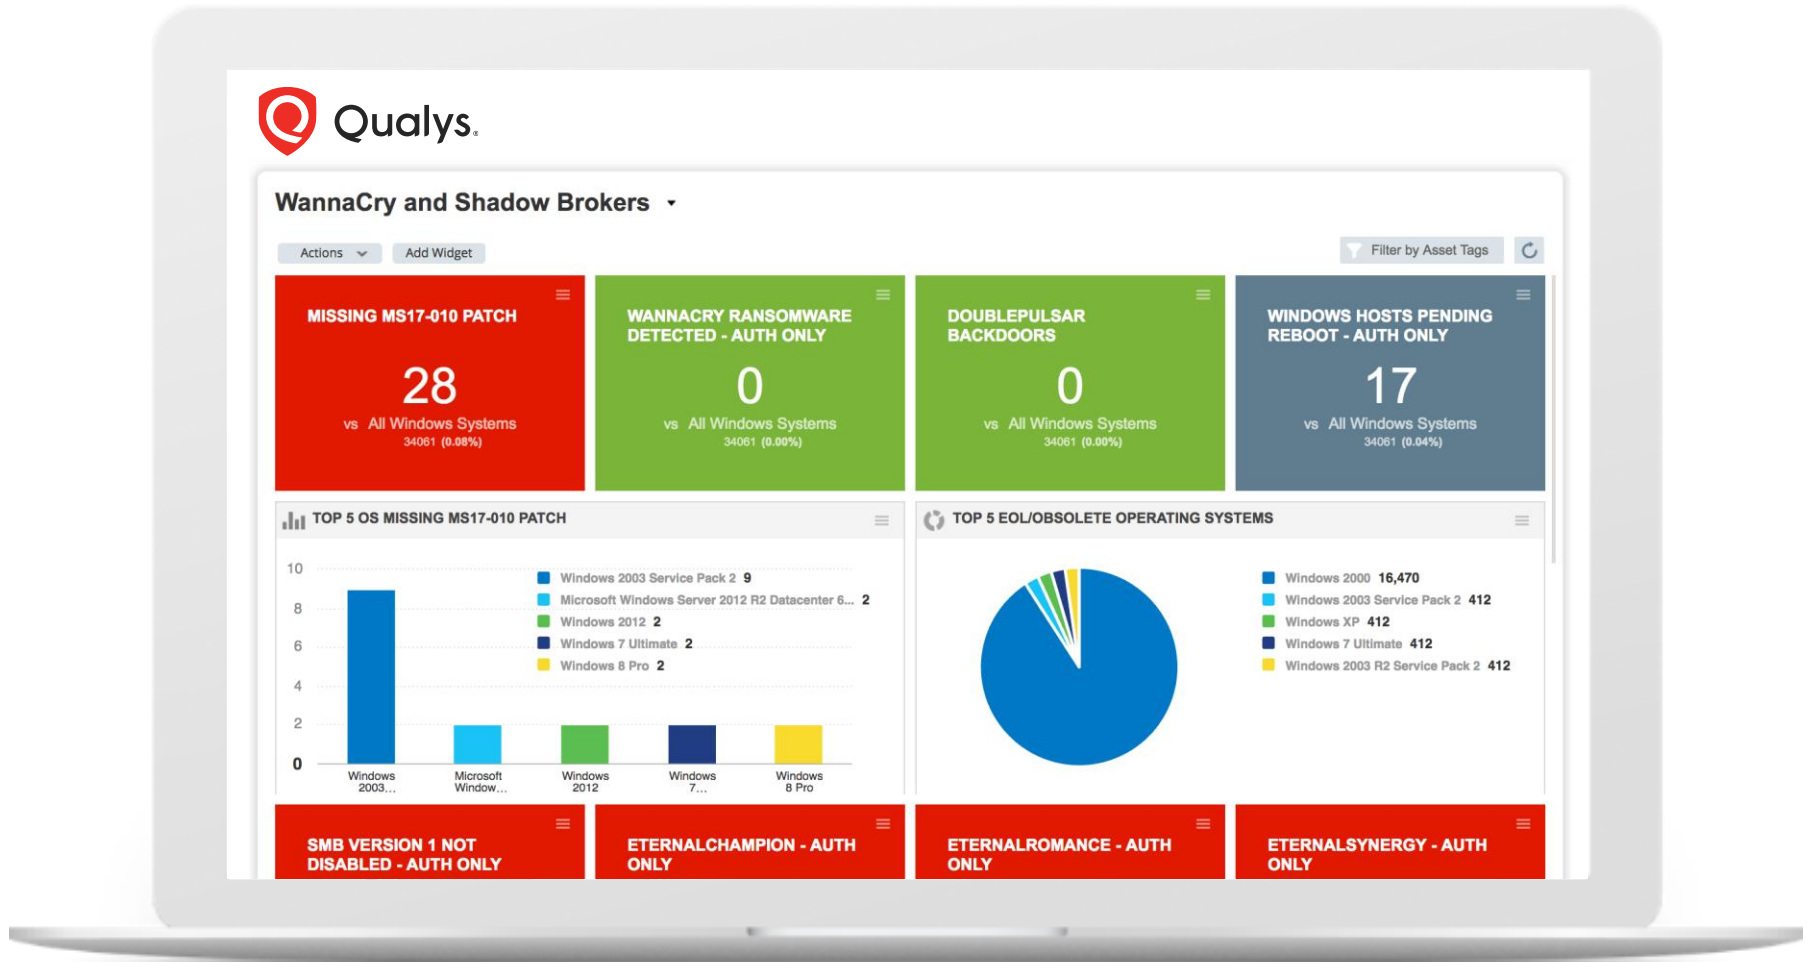 Qualys.
WannaCry and Shadow Brokers
Actions
Add Widget
Filter by Asset Tags
MISSING MS17-010 PATCH
28
vs All Windows Systems
34061 (0.08%)
WANNACRY RANSOMWARE
DETECTED - AUTH ONLY
0
vs All Windows Systems
34061 (0.00%)
DOUBLEPULSAR
BACKDOORS
0
vs All Windows Systems
34061 (0.00%)
WINDOWS HOSTS PENDING
REBOOT - AUTH ONLY
17
vs All Windows Systems
34061 (0.04%)
TOP 5 OS MISSING MS17-010 PATCH
10
8
6
4
2
0
Windows 2003 Service Pack 2 9
Microsoft Windows Server 2012 R2 Datacenter 6... 2
Windows 2012 2
Windows 7 Ultimate 2
Windows 8 Pro 2
Windows
2003...
Microsoft
Window...
Windows
2012
Windows
7...
Windows
8 Pro
TOP 5 EOL/OBSOLETE OPERATING SYSTEMS
Windows 2000 16,470
Windows 2003 Service Pack 2 412
Windows XP 412
Windows 7 Ultimate 412
Windows 2003 R2 Service Pack 2 412
SMB VERSION 1 NOT
DISABLED - AUTH ONLY
ETERNALCHAMPION - AUTH
ONLY
ETERNALROMANCE - AUTH
ONLY
ETERNALSYNERGY - AUTH
ONLY